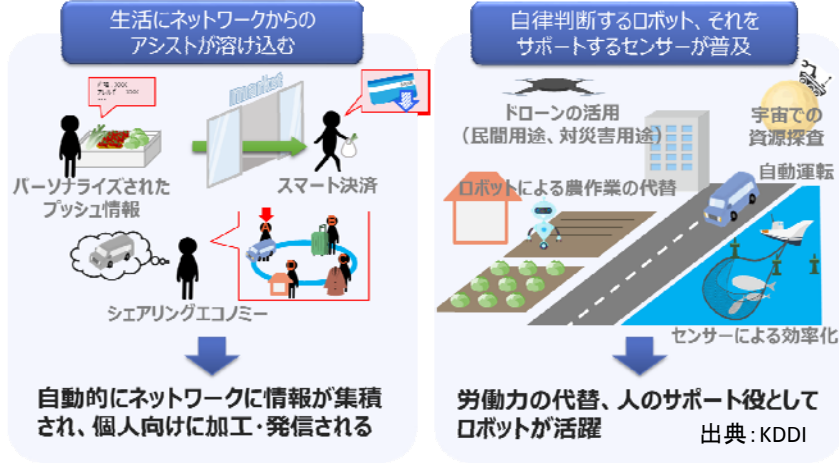 生活にネットワークからの
アシストが溶け込む
market
パーソナライズされた
プッシュ情報
スマート決済
シェアリングエコノミー
自動的にネットワークに情報が集積
され、個人向けに加工・発信される
自律判断するロボット、それを
サポートするセンサーが普及
ドローンの活用
（民間用途、対災害用途）
宇宙での
資源探査
自動運転
ロボットによる農作業の代替
センサーによる効率化
労働力の代替、人のサポート役として
ロボットが活躍
出典：KDDI